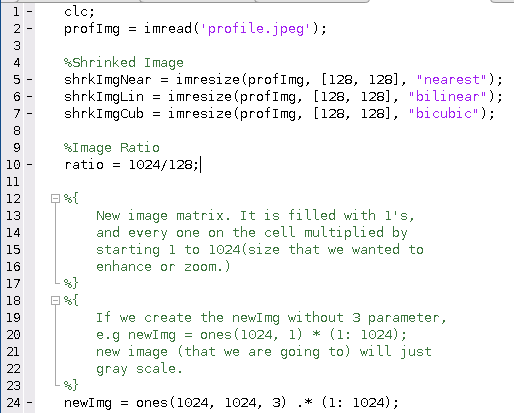 1 - clc;
2 - profImg = imread('profile.jpeg');
3
4 %Shrinked Image
5 - shrkImgNear = imresize(profImg, [128, 128], "nearest");
6 - shrkImgLin = imresize(profImg, [128, 128], "bilinear");
7 - shrkImgCub = imresize(profImg, [128, 128], "bicubic");
8
9 %Image Ratio
10 - ratio = 1024/128;
11
12 %{
13 New image matrix. It is filled with 1's,
14 and every one on the cell multiplied by
15 starting 1 to 1024(size that we wanted to
16 enhance or zoom.)
17 %}
18 %{
19 If we create the newImg without 3 parameter,
20 e.g newImg = ones(1024, 1) * (1: 1024);
21 new image (that we are going to) will just
22 gray scale.
23 %}
24 - newImg = ones(1024, 1024, 3) .* (1: 1024);